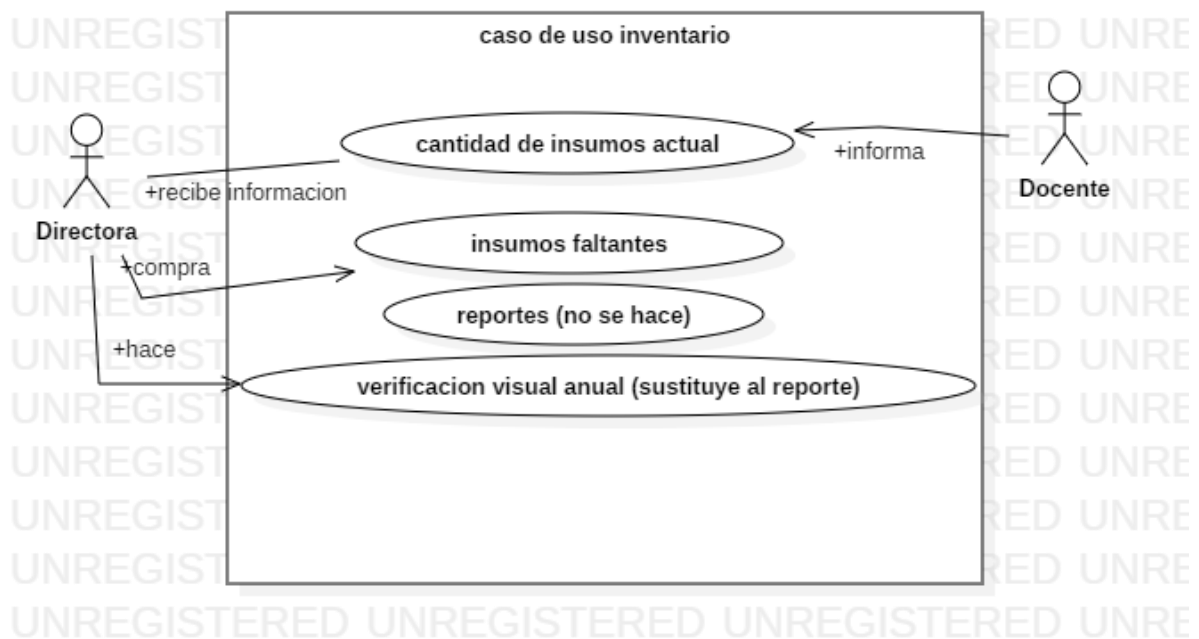 caso de uso inventario
cantidad de insumos actual
+informa
Docente
+recibe informacion
Directora
insumos faltantes
+compra
reportes (no se hace)
+hace
verificacion visual anual (sustituye al reporte)
UNREGISTERED UNREGISTERED UNREGISTERED UNRE